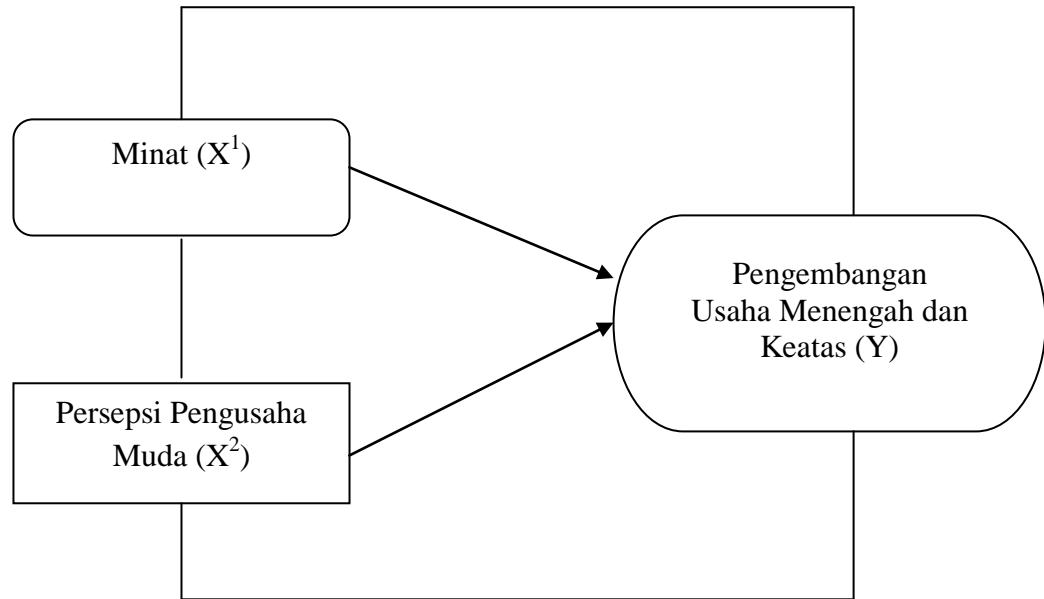 Minat (X¹)
Pengembangan
Usaha Menengah dan
Keatas (Y)
Persepsi Pengusaha
Muda (X²)